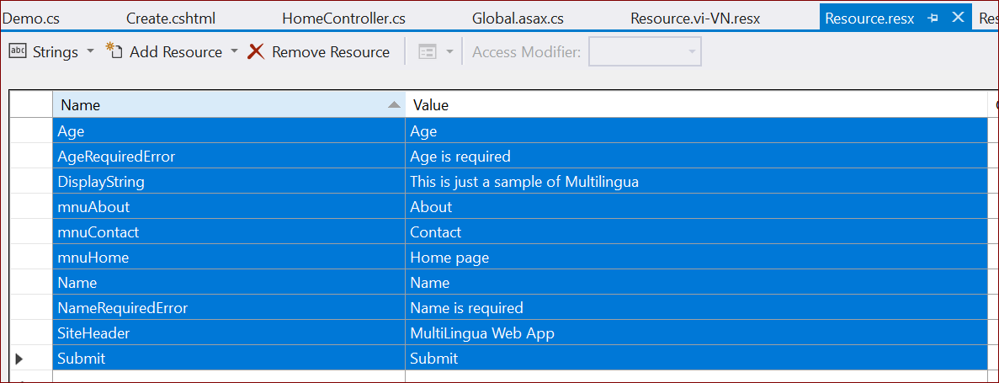 Demo.cs Create.cshtml HomeController.cs Global.asax.cs Resource.vi-VN.resx Resource.resx
abc Strings Add Resource Remove Resource Access Modifier:
Name Value
Age Age
AgeRequiredError Age is required
DisplayString This is just a sample of Multilingua
mnuAbout About
mnuContact Contact
mnuHome Home page
Name Name
NameRequiredError Name is required
SiteHeader MultiLingua Web App
Submit Submit